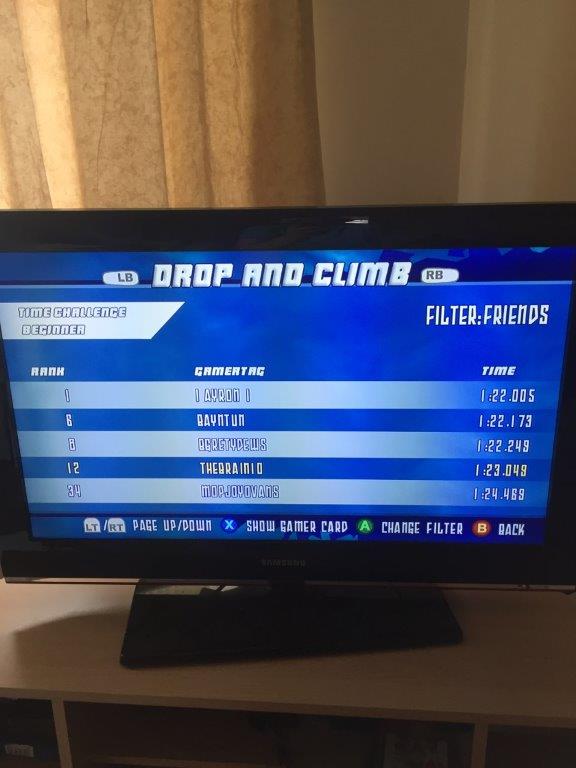 LB DROP AND CLIMB RB
TIME CHALLENGE
BEGINNER
FILTER:FRIENDS
RANK GAMERTAG TIME
1 I AYRON I 1:22.005
6 BAYNTUN 1:22.173
8 1:22.249
12 THEBRAIN10 1:23.049
34 MOPJOYOVANS 1:24.469
LT/RT PAGE UP/DOWN X SHOW GAMER CARD A CHANGE FILTER B BACK
SAMSUNG